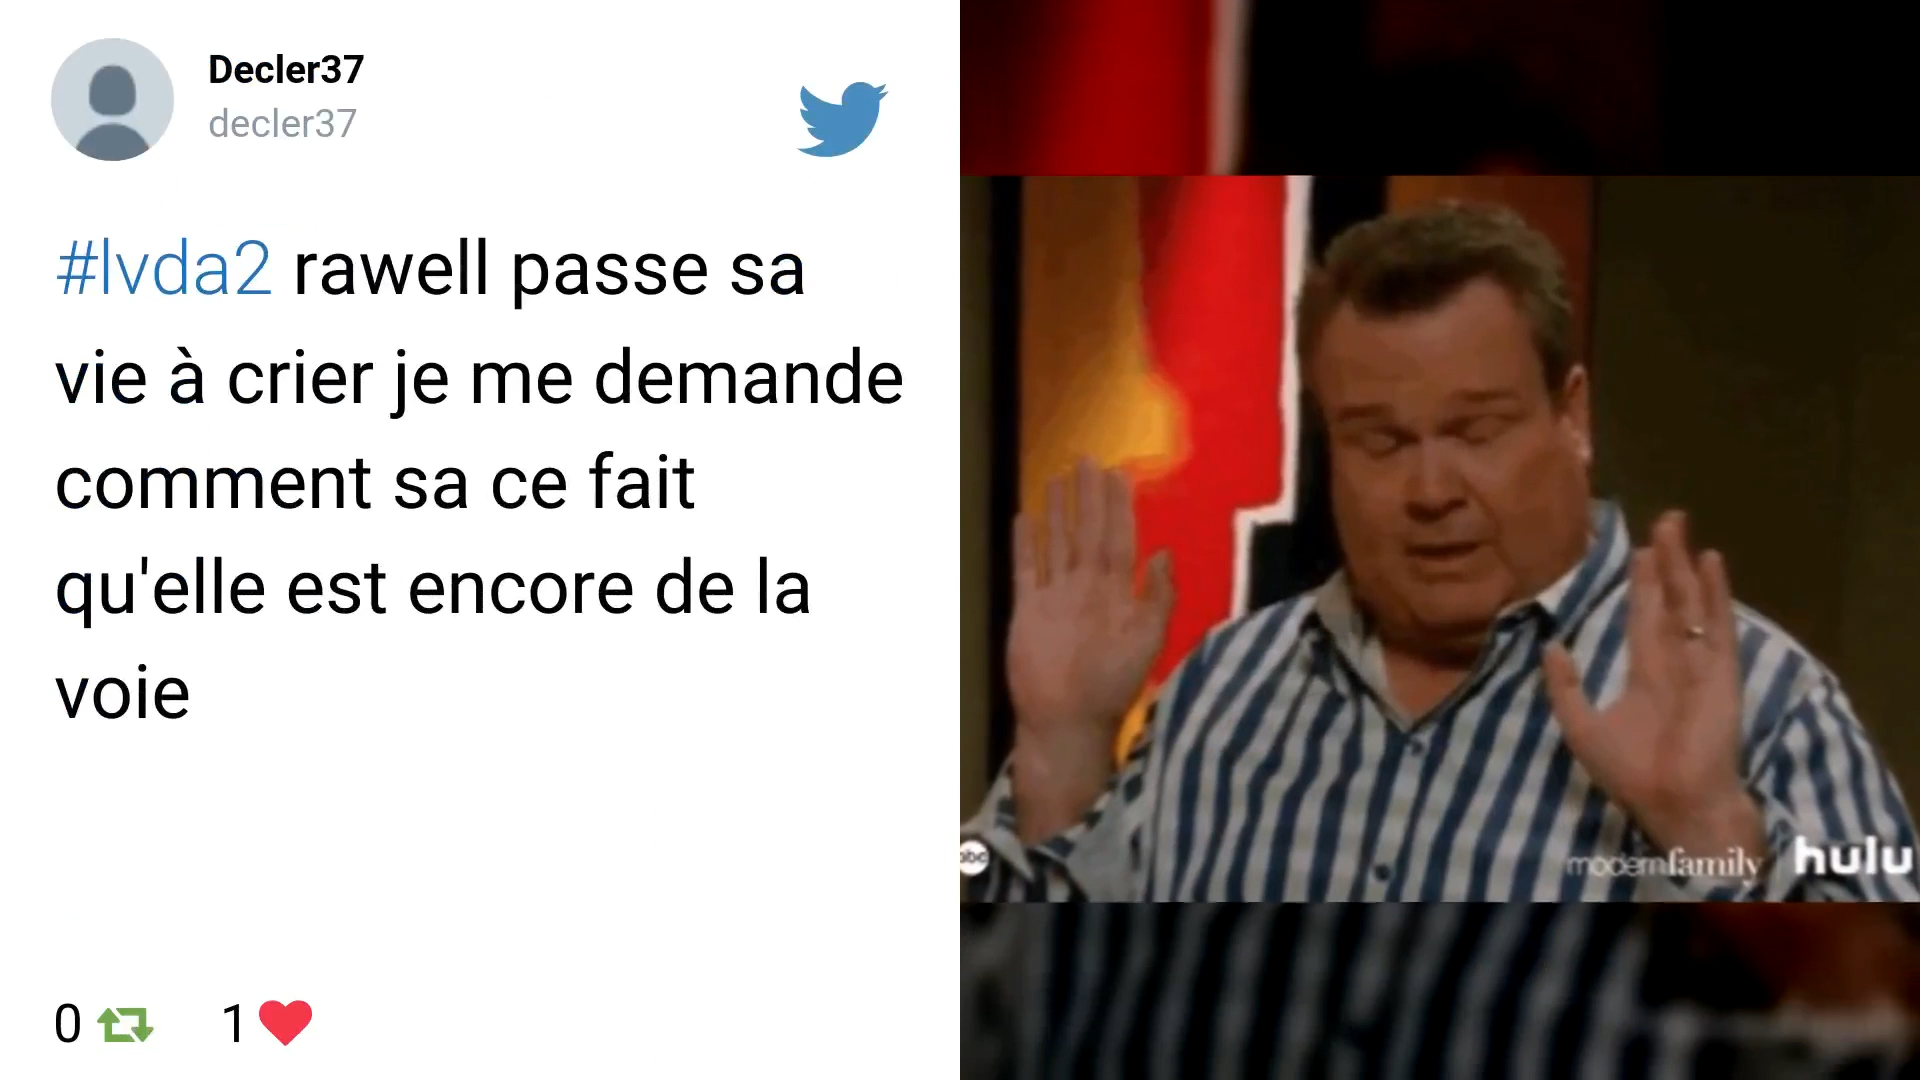 Decler37
decler37
#lvda2 rawell passe sa
vie à crier je me demande
comment sa ce fait
qu'elle est encore de la
voie
0
1
abc
modernfamily
hulu